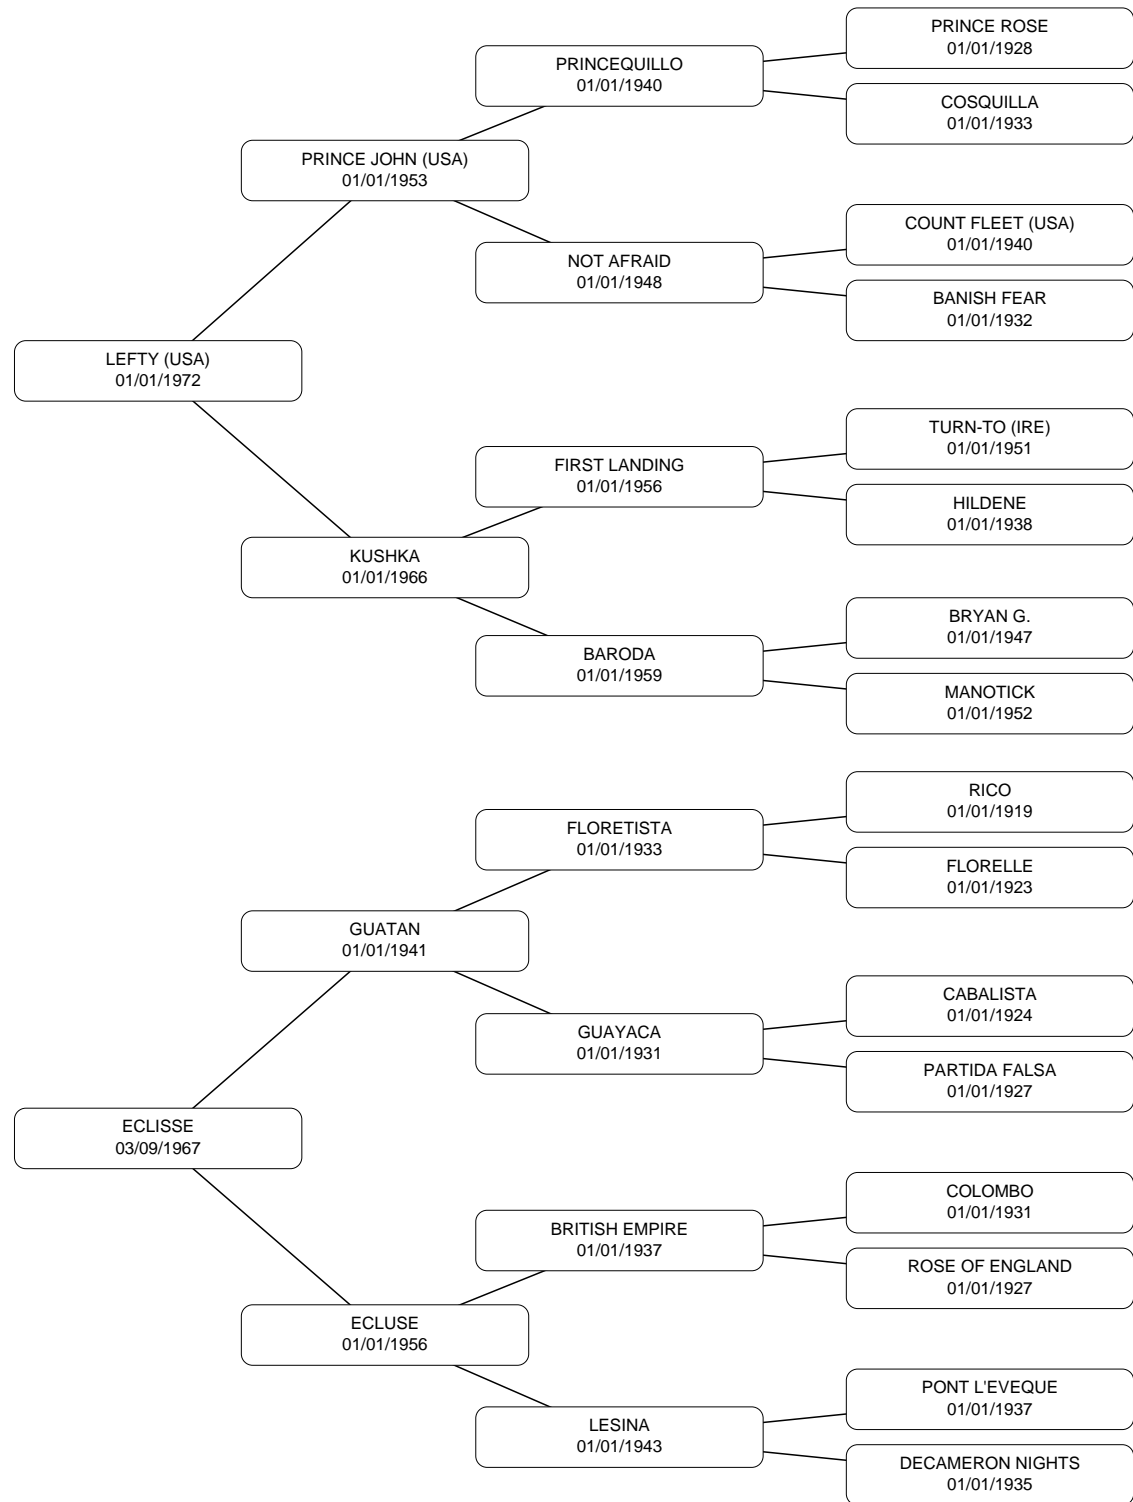 PRINCE ROSE
01/01/1928
PRINCEQUILLO
01/01/1940
COSQUILLA
01/01/1933
PRINCE JOHN (USA)
01/01/1953
COUNT FLEET (USA)
01/01/1940
NOT AFRAID
01/01/1948
BANISH FEAR
01/01/1932
LEFTY (USA)
01/01/1972
TURN-TO (IRE)
01/01/1951
FIRST LANDING
01/01/1956
HILDENE
01/01/1938
KUSHKA
01/01/1966
BRYAN G.
01/01/1947
BARODA
01/01/1959
MANOTICK
01/01/1952
RICO
01/01/1919
FLORETISTA
01/01/1933
FLORELLE
01/01/1923
GUATAN
01/01/1941
CABALISTA
01/01/1924
GUAYACA
01/01/1931
PARTIDA FALSA
01/01/1927
ECLISSE
03/09/1967
COLOMBO
01/01/1931
BRITISH EMPIRE
01/01/1937
ROSE OF ENGLAND
01/01/1927
ECLUSE
01/01/1956
PONT L'EVEQUE
01/01/1937
LESINA
01/01/1943
DECAMERON NIGHTS
01/01/1935